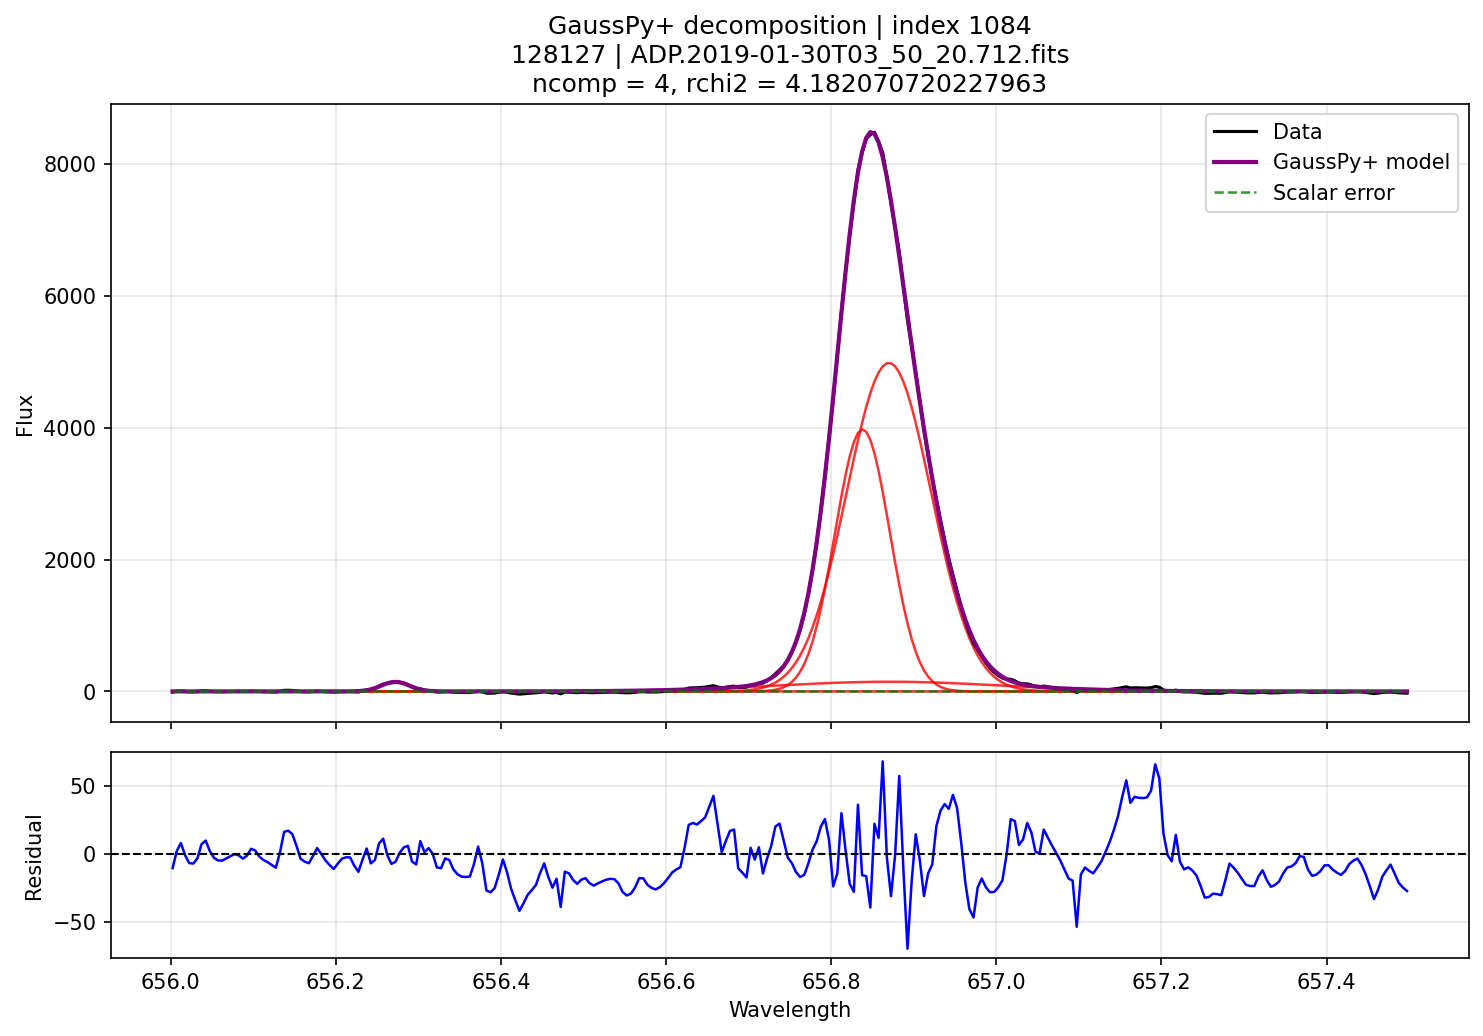 GaussPy+ decomposition | index 1084
128127 | ADP.2019-01-30T03_50_20.712.fits
ncomp = 4, rchi2 = 4.182070720227963
Data
GaussPy+ model
Scalar error
Flux
8000
6000
4000
2000
0
Residual
50
0
−50
656.0 656.2 656.4 656.6 656.8 657.0 657.2 657.4
Wavelength